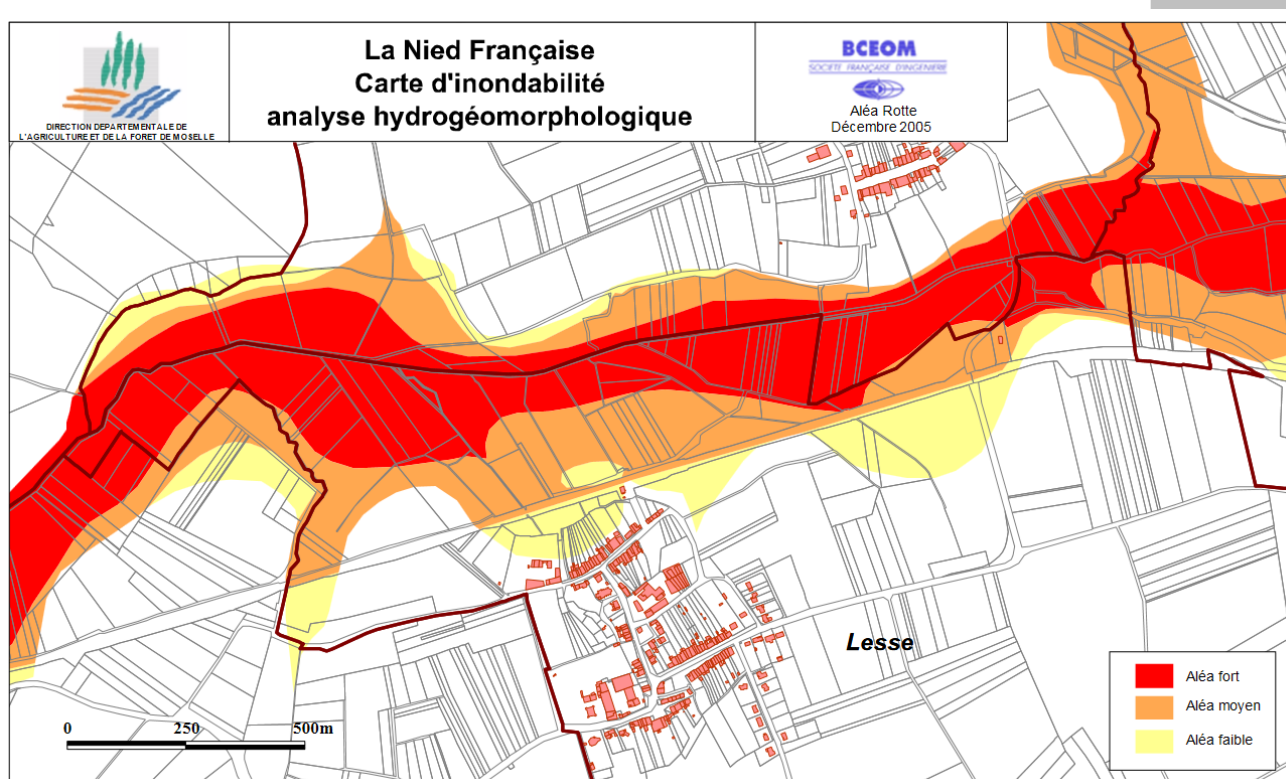 DIRECTION DEPARTEMENTALE DE
L'AGRICULTURE ET DE LA FORET DE MOSELLE
La Nied Française
Carte d'inondabilité
analyse hydrogéomorphologique
BCEOM
SOCIETE FRANÇAISE D'INGENIERIE
Aléa Rotte
Décembre 2005
Lesse
Aléa fort
Aléa moyen
Aléa faible
0 250 500m